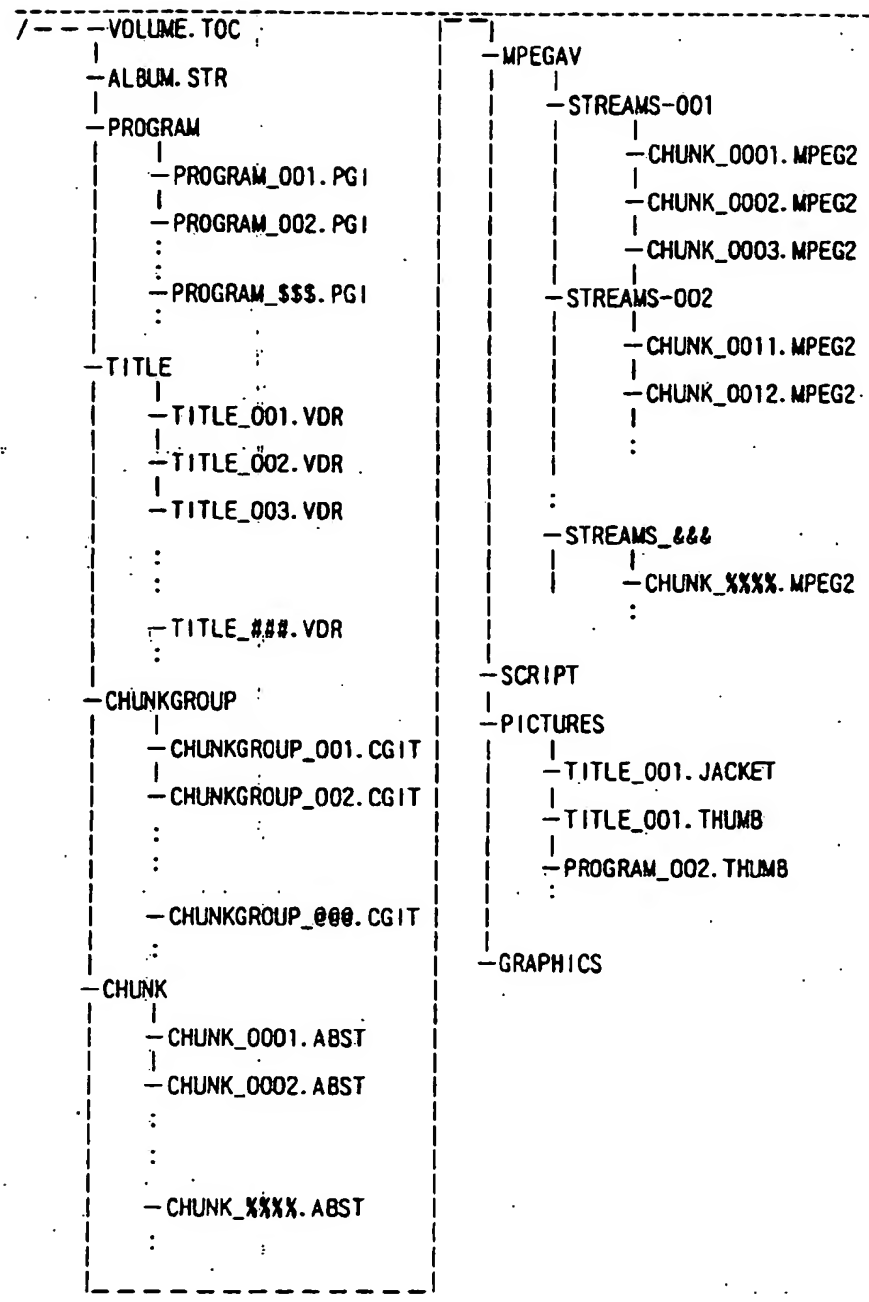 /
VOLUME.TOC
ALBUM.STR
PROGRAM
PROGRAM_001.PGI
PROGRAM_002.PGI
PROGRAM_$$$.PGI
TITLE
TITLE_001.VDR
TITLE_002.VDR
TITLE_003.VDR
TITLE_###.VDR
CHUNKGROUP
CHUNKGROUP_001.CGIT
CHUNKGROUP_002.CGIT
CHUNKGROUP_@@@.CGIT
CHUNK
CHUNK_0001.ABST
CHUNK_0002.ABST
CHUNK_%%%%.ABST
MPEGAV
STREAMS-001
CHUNK_0001.MPEG2
CHUNK_0002.MPEG2
CHUNK_0003.MPEG2
STREAMS-002
CHUNK_0011.MPEG2
CHUNK_0012.MPEG2
STREAMS_&&&
CHUNK_%%%%.MPEG2
SCRIPT
PICTURES
TITLE_001.JACKET
TITLE_001.THUMB
PROGRAM_002.THUMB
GRAPHICS